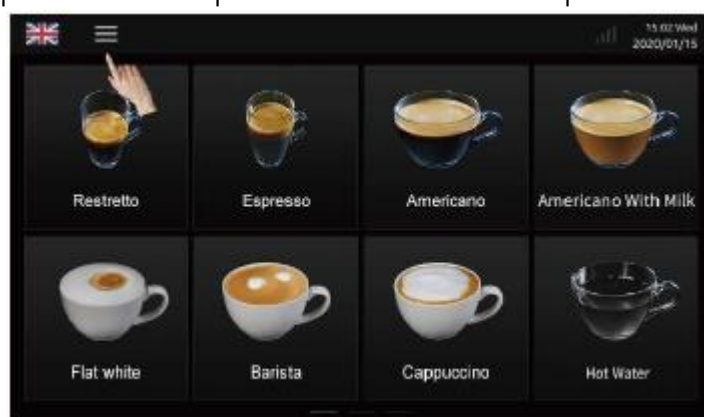 15:02 Wed
2020/01/15
Restretto
Espresso
Americano
Americano With Milk
Flat white
Barista
Cappuccino
Hot Water